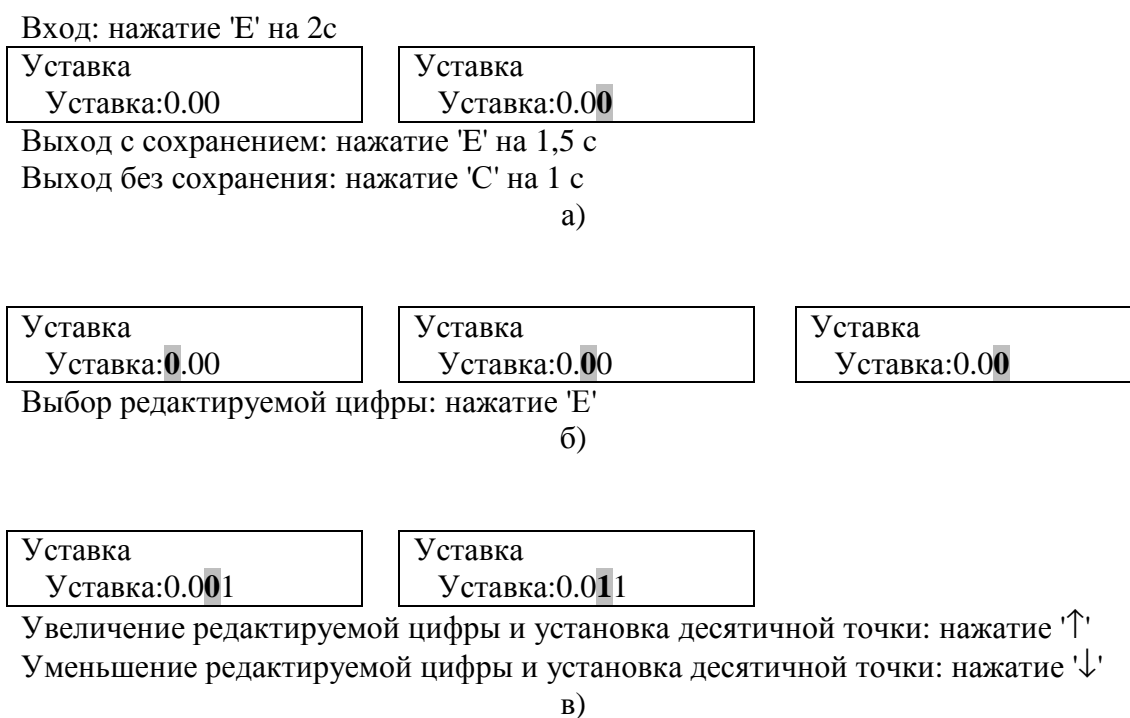 Вход: нажатие 'Е' на 2с
Уставка Уставка
Уставка:0.00 Уставка:0.00
Выход с сохранением: нажатие 'Е' на 1,5 с
Выход без сохранения: нажатие 'С' на 1 с
а)
Уставка Уставка Уставка
Уставка:0.00 Уставка:0.00 Уставка:0.00
Выбор редактируемой цифры: нажатие 'Е'
б)
Уставка Уставка
Уставка:0.001 Уставка:0.011
Увеличение редактируемой цифры и установка десятичной точки: нажатие '↑'
Уменьшение редактируемой цифры и установка десятичной точки: нажатие '↓'
в)